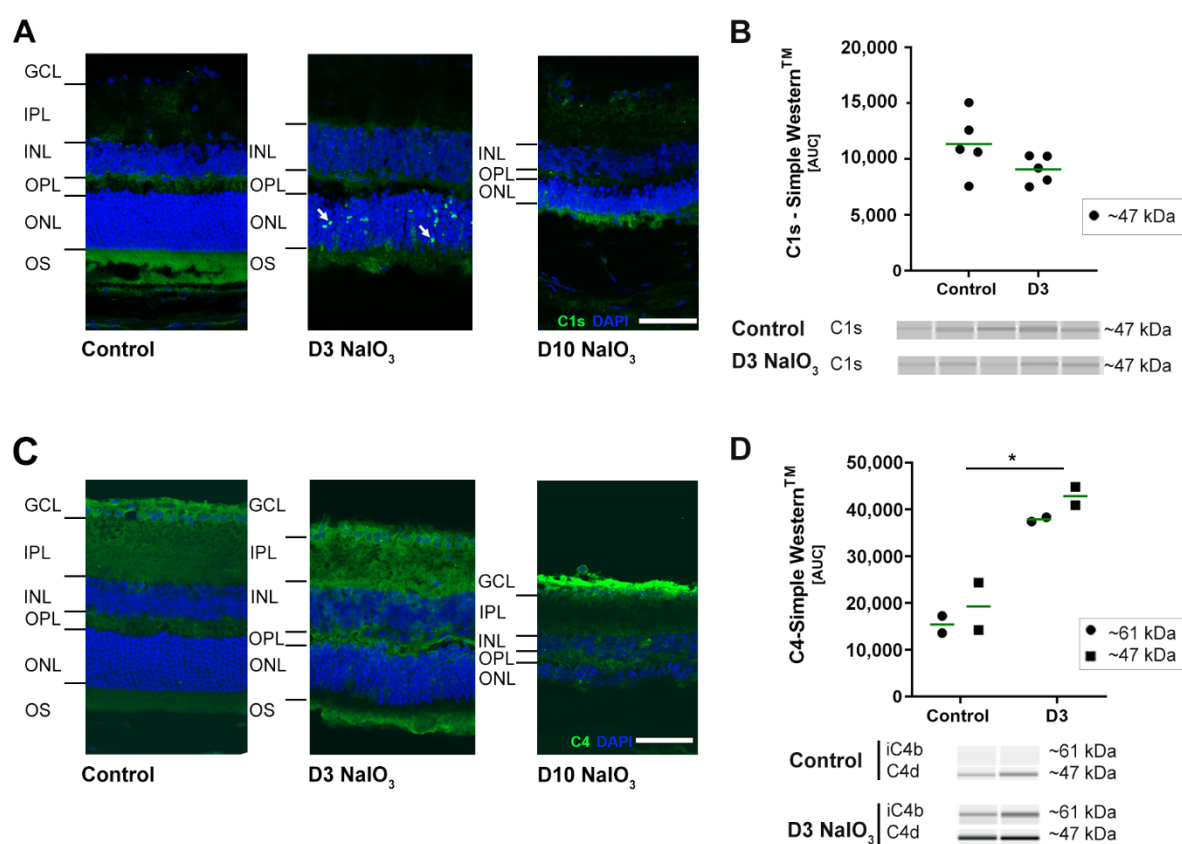 A
GCL
IPL
INL
OPL
ONL
OS
Control
INL
OPL
ONL
OS
D3 NaIO₃
INL
OPL
ONL
C1s DAPI
D10 NaIO₃
B
C1s - Simple Western™
[AUC]
20,000
15,000
10,000
5,000
0
Control D3
~47 kDa
Control C1s ~47 kDa
D3 NaIO₃ C1s ~47 kDa
C
GCL
IPL
INL
OPL
ONL
OS
Control
GCL
IPL
INL
OPL
ONL
OS
D3 NaIO₃
GCL
IPL
INL
OPL
ONL
C4 DAPI
D10 NaIO₃
D
C4-Simple Western™
[AUC]
50,000
40,000
30,000
20,000
10,000
0
*
Control D3
~61 kDa
~47 kDa
Control
iC4b ~61 kDa
C4d ~47 kDa
D3 NaIO₃
iC4b ~61 kDa
C4d ~47 kDa